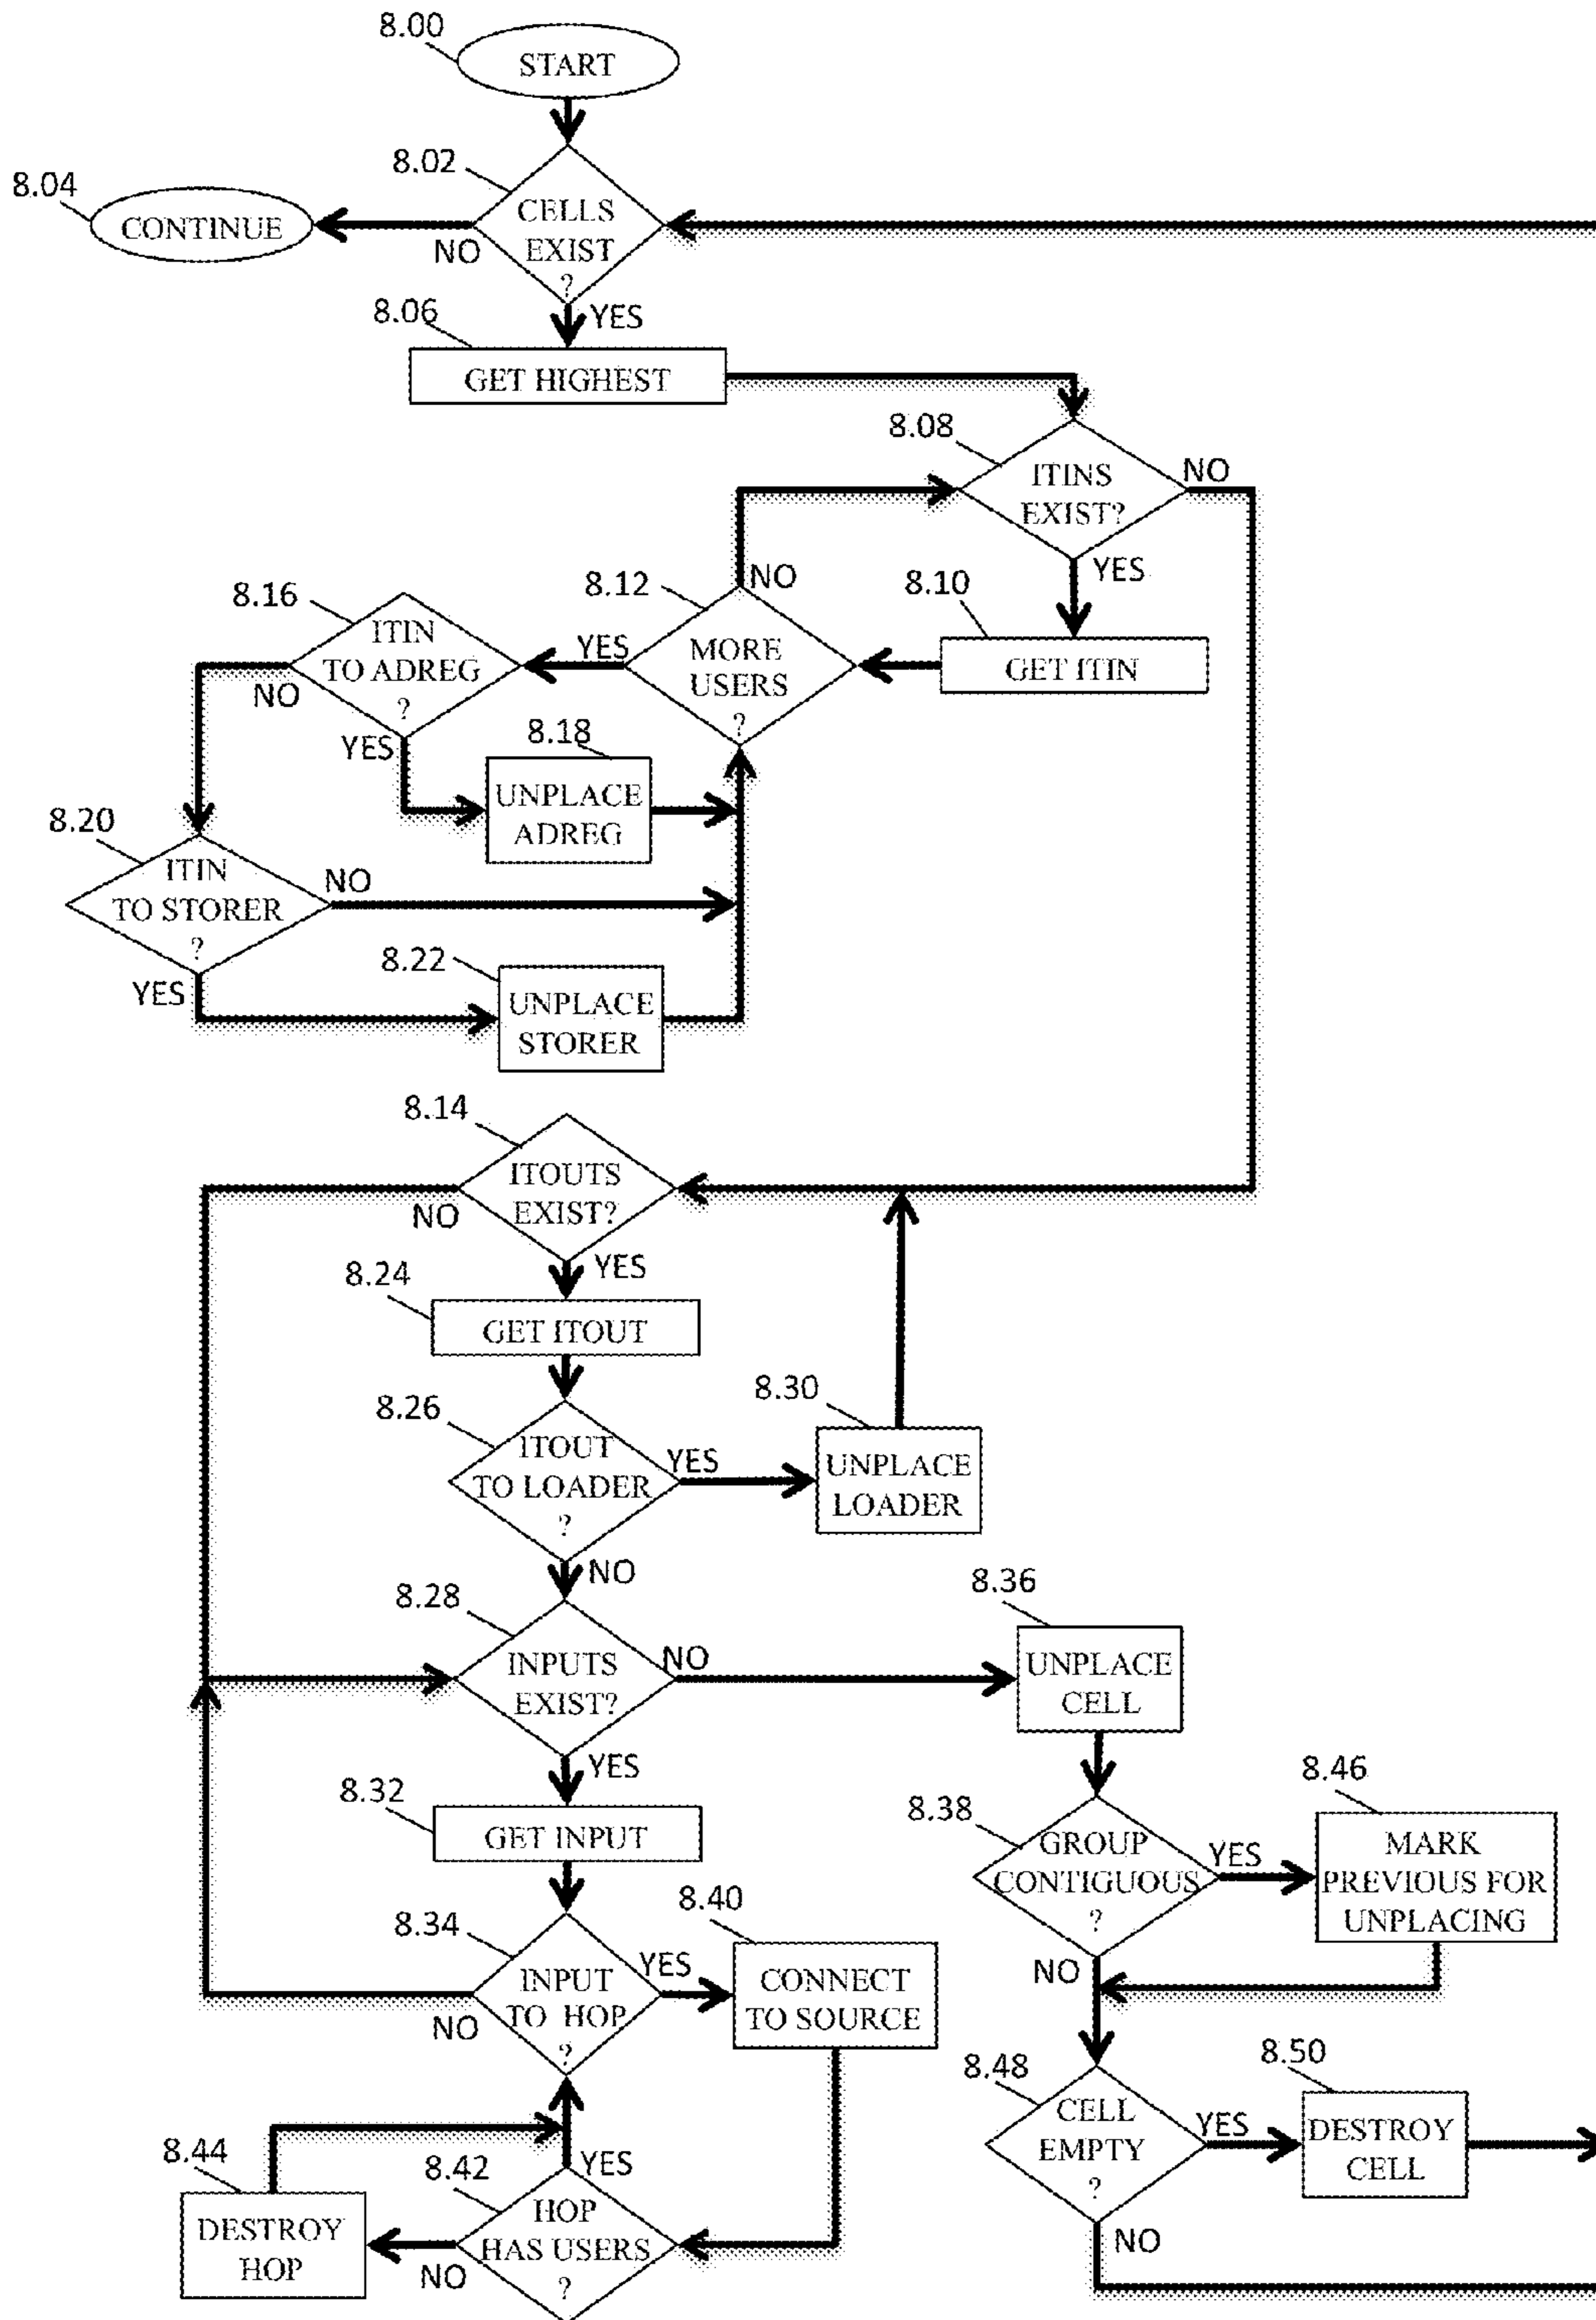 8.00
START
8.02
8.04
CONTINUE
CELLS
EXIST
?
NO
YES
8.06
GET HIGHEST
8.08
ITINS
EXIST?
NO
YES
8.10
GET ITIN
8.12
NO
MORE
USERS
?
YES
8.16
ITIN
TO ADREG
?
NO
YES
8.18
UNPLACE
ADREG
8.20
ITIN
TO STORER
?
NO
YES
8.22
UNPLACE
STORER
8.14
ITOUTS
EXIST?
NO
YES
8.24
GET ITOUT
8.26
ITOUT
TO LOADER
?
YES
NO
8.30
UNPLACE
LOADER
8.28
INPUTS
EXIST?
NO
YES
8.36
UNPLACE
CELL
8.32
GET INPUT
8.38
GROUP
CONTIGUOUS
?
YES
NO
8.46
MARK
PREVIOUS FOR
UNPLACING
8.34
INPUT
TO HOP
?
YES
NO
8.40
CONNECT
TO SOURCE
8.48
CELL
EMPTY
?
YES
NO
8.50
DESTROY
CELL
8.42
YES
HOP
HAS USERS
?
NO
8.44
DESTROY
HOP